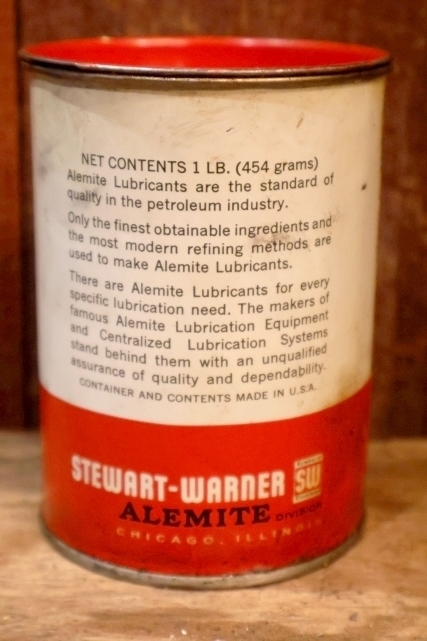 NET CONTENTS 1 LB. (454 grams)
Alemite Lubricants are the standard of
quality in the petroleum industry.
Only the finest obtainable ingredients and
the most modern refining methods are
used to make Alemite Lubricants.
There are Alemite Lubricants for every
specific lubrication need. The makers of
famous Alemite Lubrication Equipment
and Centralized Lubrication Systems
stand behind them with an unqualified
assurance of quality and dependability.
CONTAINER AND CONTENTS MADE IN U.S.A.
STEWART-WARNER SW
ALEMITE DIVISION
CHICAGO, ILLINOIS